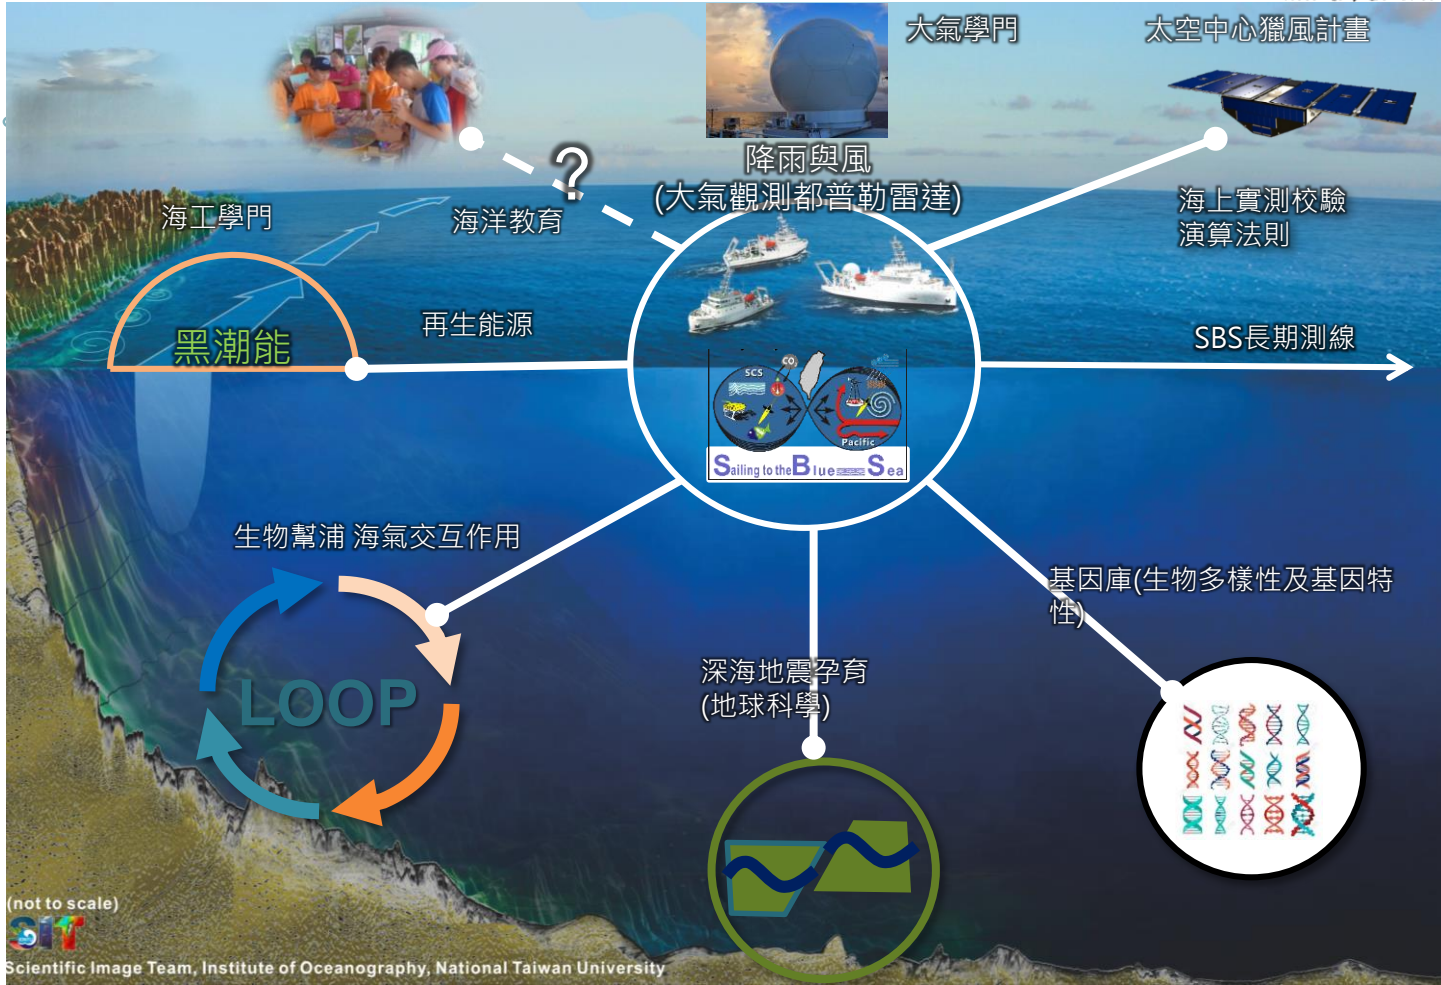 大氣學門
太空中心獵風計畫
?
降雨與風
(大氣觀測都普勒雷達)
海工學門
海洋教育
海上實測校驗
演算法則
黑潮能
再生能源
SBS長期測線
CO₂
SCS
Pacific
Sailing to the Blue Sea
生物幫浦 海氣交互作用
LOOP
基因庫(生物多樣性及基因特
性)
深海地震孕育
(地球科學)
(not to scale)
SIT
Scientific Image Team, Institute of Oceanography, National Taiwan University